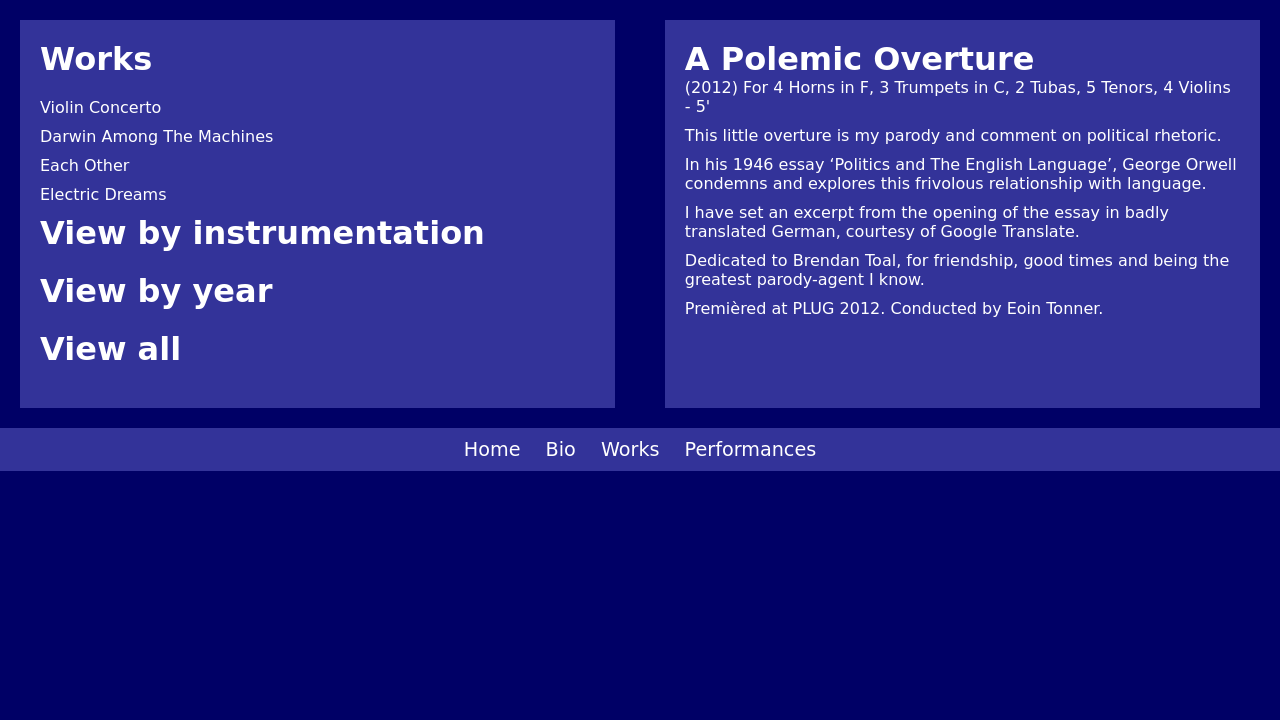 Works
Violin Concerto
Darwin Among The Machines
Each Other
Electric Dreams
View by instrumentation
View by year
View all
A Polemic Overture
(2012) For 4 Horns in F, 3 Trumpets in C, 2 Tubas, 5 Tenors, 4 Violins
- 5'
This little overture is my parody and comment on political rhetoric.
In his 1946 essay ‘Politics and The English Language’, George Orwell
condemns and explores this frivolous relationship with language.
I have set an excerpt from the opening of the essay in badly
translated German, courtesy of Google Translate.
Dedicated to Brendan Toal, for friendship, good times and being the
greatest parody-agent I know.
Premièred at PLUG 2012. Conducted by Eoin Tonner.
Home Bio Works Performances